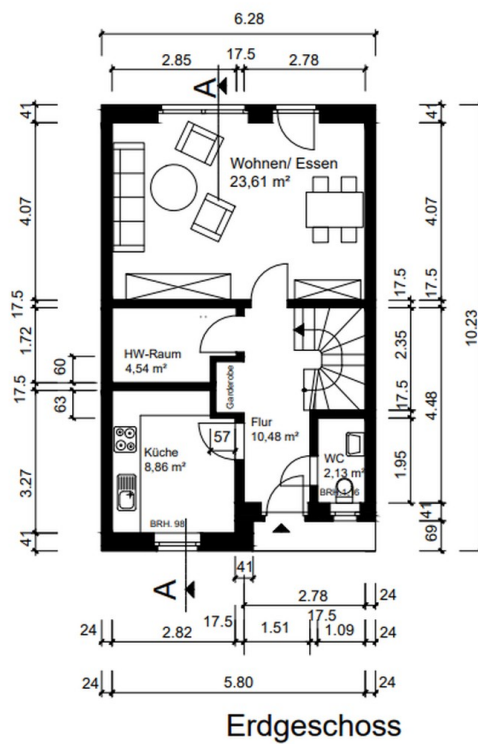 6.28
2.85
17.5
2.78
A
41
41
Wohnen/ Essen
23,61 m²
4.07
4.07
17.5
17.5
17.5
1.72
HW-Raum
4,54 m²
60
Garderobe
2.35
10.23
17.5
63
17.5
4.48
Küche
8,86 m²
57
Flur
10,48 m²
WC
2,13 m²
1.95
3.27
BRH. 98
41
41
69
A
41
2.78
24
17.5
17.5
24
2.82
1.51
1.09
24
24
5.80
24
Erdgeschoss